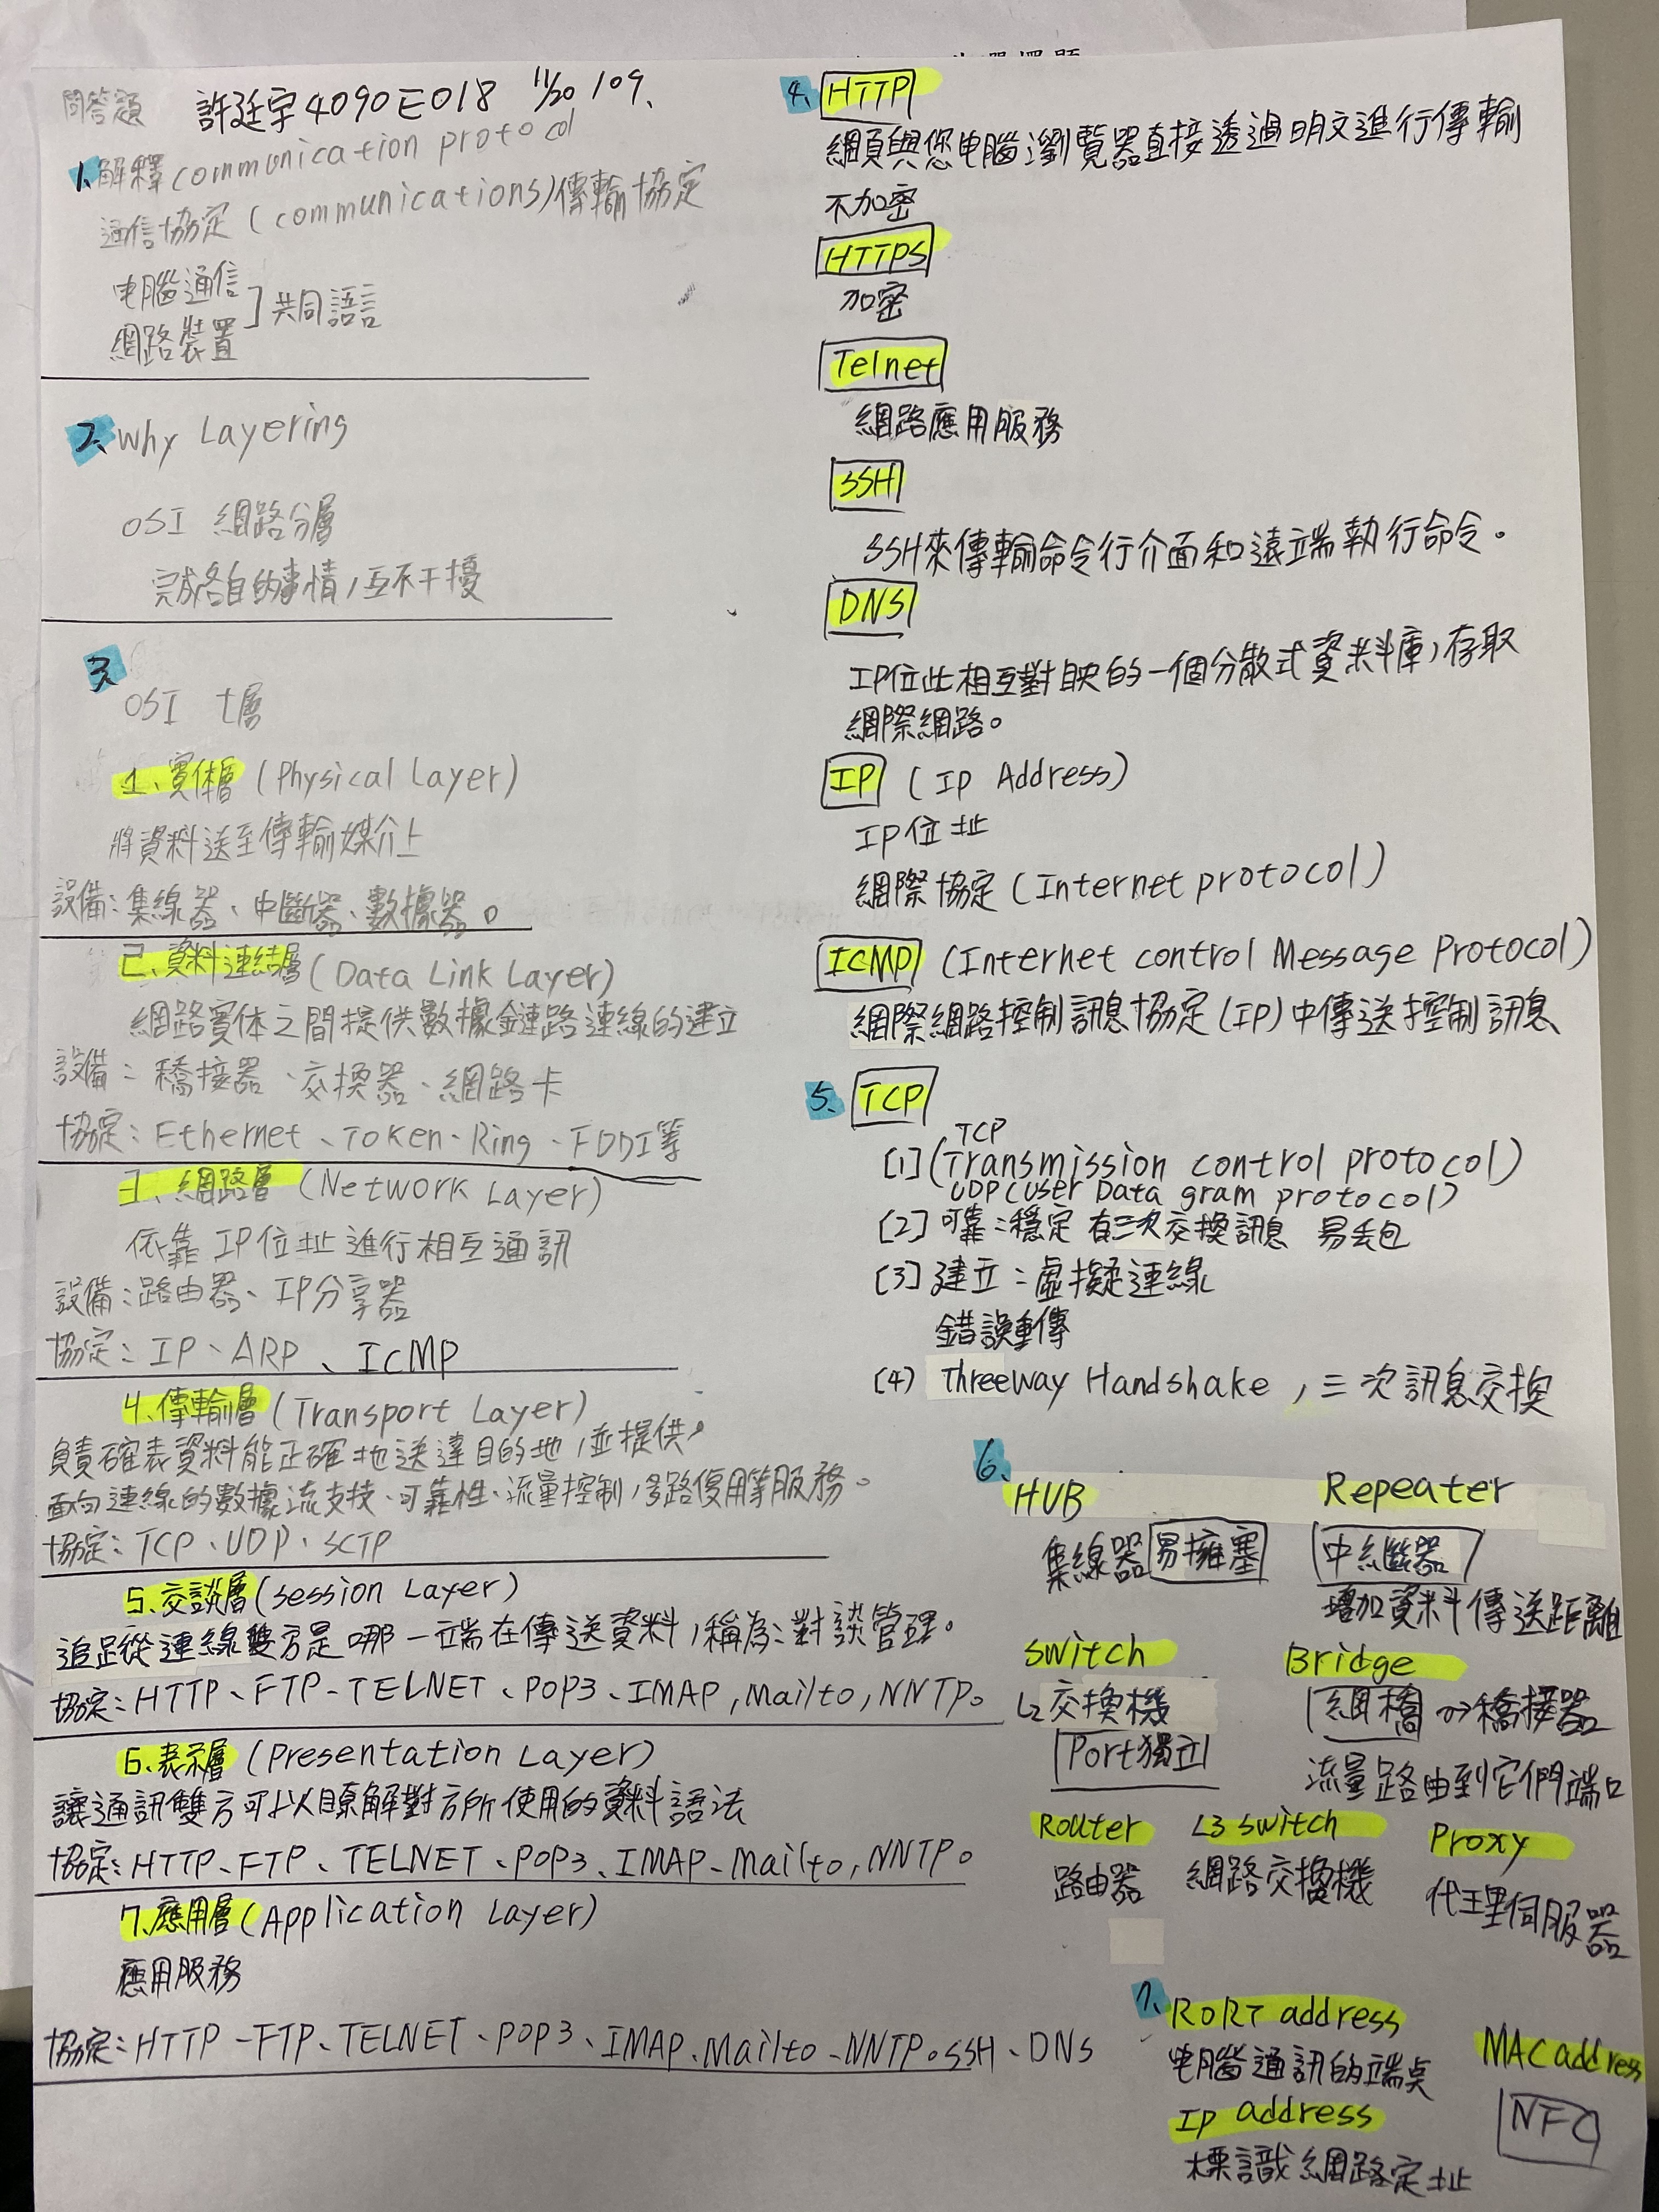 問答題 許廷宇4090E018 11/20 109、
1、解釋communication protocol
通信協定(communications)傳輸協定
电腦通信
網路裝置
]共同語言
2、Why Layering
OSI 網路分層
完成各自的事情,互不干擾
3、
OSI 七層
1、實体層 (Physical Layer)
將資料送至傳輸媒介上
設備:集線器、中斷器、數據器。
2、資料連結層(Data Link Layer)
網路實体之間提供數據鏈路連線的建立
設備:橋接器、交換器、網路卡
協定:Ethernet、Token-Ring、FDDI等
3、網路層(Network Layer)
依靠IP位址進行相互通訊
設備:路由器、IP分享器
協定:IP、ARP、ICMP
4、傳輸層(Transport Layer)
負責確表資料能正確地送達目的地,並提供,
面向連線的數據流支技、可靠性、流量控制,多路復用等服務。
協定:TCP、UDP、SCTP
5、交談層(Session Layer)
追蹤從連線雙方是哪一端在傳送資料,稱為:對談管理。
協定:HTTP、FTP、TELNET、POP3、IMAP,Mailto,NNTP。
6、表示層(Presentation Layer)
讓通訊雙方可以瞭解對方所使用的資料語法
協定:HTTP、FTP、TELNET、POP3、IMAP、Mailto,NNTP。
7、應用層(Application Layer)
應用服務
協定:HTTP、FTP、TELNET、POP3、IMAP、Mailto、NNTP。SSH、DNS
4、HTTP
網頁與您电腦瀏覽器直接透過明文進行傳輸
不加密
HTTPS
加密
Telnet
網路應用服務
SSH
SSH來傳輸命令行介面和遠端執行命令。
DNS
IP位此相互對映的一個分散式資料庫,存取
網際網路。
IP (Ip Address)
IP位址
網際協定(Internet protocol)
ICMP (Internet control Message Protocol)
網際網路控制訊息協定(IP)中傳送控制訊息
5、TCP
TCP
[1](Transmission control protocol)
UDP(User Data gram protocol)
[2]可靠:穩定 有三次交換訊息 易丟包
[3]建立:虛擬連線
錯誤重傳
(4) Threeway Handshake,三次訊息交換
6、
HUB Repeater
集線器 易擁塞 中繼器
增加資料傳送距離
Switch Bridge
L2交換機 網橋 → 橋接器
Port獨立
流量路由到它們端口
Router L3 Switch Proxy
路由器 網路交換機 代理伺服器
7、RORT address
电腦通訊的端點
MAC address
Ip address
NFC
標識網路定址